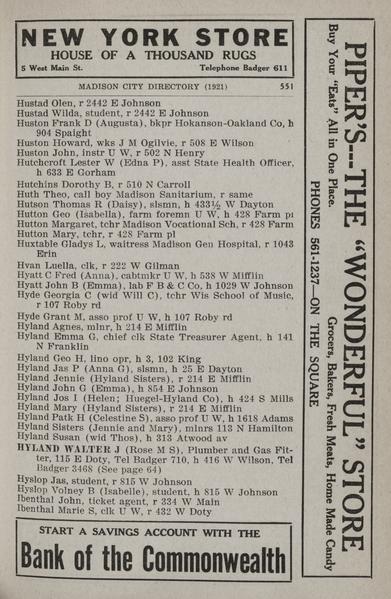 NEW YORK STORE
HOUSE OF A THOUSAND RUGS
5 West Main St. Telephone Badger 611
MADISON CITY DIRECTORY (1921) 551
Hustad Olen, r 2442 E Johnson
Hustad Wilda, student, r 2442 E Johnson
Huston Frank D (Augusta), bkpr Hokanson-Oakland Co, h
904 Spaight
Huston Howard, wks J M Ogilvie, r 508 E Wilson
Huston John, instr U W, r 502 N Henry
Hutchcroft Lester W (Edna P), asst State Health Officer,
h 633 E Gorham
Hutchins Dorothy B, r 510 N Carroll
Huth Theo, call boy Madison Sanitarium, r same
Hutson Thomas R (Daisy), slsmn, h 433½ W Dayton
Hutton Geo (Isabella), farm foremn U W, h 428 Farm pl
Hutton Margaret, tchr Madison Vocational Sch, r 428 Farm
Hutton Mary, tchr, r 428 Farm pl
Huxtable Gladys L, waitress Madison Gen Hospital, r 1043
Erin
Hvan Luella, clk, r 222 W Gilman
Hyatt C Fred (Anna), cabtmkr U W, h 538 W Mifflin
Hyatt John B (Emma), lab F B & C Co, h 1029 W Johnson
Hyde Georgia C (wid Will C), tchr Wis School of Music,
r 107 Roby rd
Hyde Grant M, asso prof U W, h 107 Roby rd
Hyland Agnes, mlnr, h 214 E Mifflin
Hyland Emma G, chief clk State Treasurer Agent, h 141
N Franklin
Hyland Geo H, lino opr, h 3, 102 King
Hyland Jas P (Anna G), slsmn, h 25 E Dayton
Hyland Jennie (Hyland Sisters), r 214 E Mifflin
Hyland John G (Emma), h 854 E Johnson
Hyland Jos I (Helen; Huegel-Hyland Co), h 424 S Mills
Hyland Mary (Hyland Sisters), r 214 E Mifflin
Hyland Patk H (Celestine S), asso prof U W, h 1618 Adams
Hyland Sisters (Jennie and Mary), mlnrs 113 N Hamilton
Hyland Susan (wid Thos), h 313 Atwood av
HYLAND WALTER J (Rose M S), Plumber and Gas Fit-
ter, 115 E Doty, Tel Badger 710, h 416 W Wilson, Tel
Badger 3468 (See page 64)
Hyslop Jas, student, r 815 W Johnson
Hyslop Volney B (Isabelle), student, h 815 W Johnson
Ibenthal John, ticket agent, r 334 W Main
Ibenthal Marie S, clk U W, r 432 W Doty
START A SAVINGS ACCOUNT WITH THE
Bank of the Commonwealth
PIPER'S---THE "WONDERFUL" STORE
Buy Your "Eats" All in One Place. Grocers, Bakers, Fresh Meats, Home Made Candy
PHONES 561-1237—ON THE SQUARE